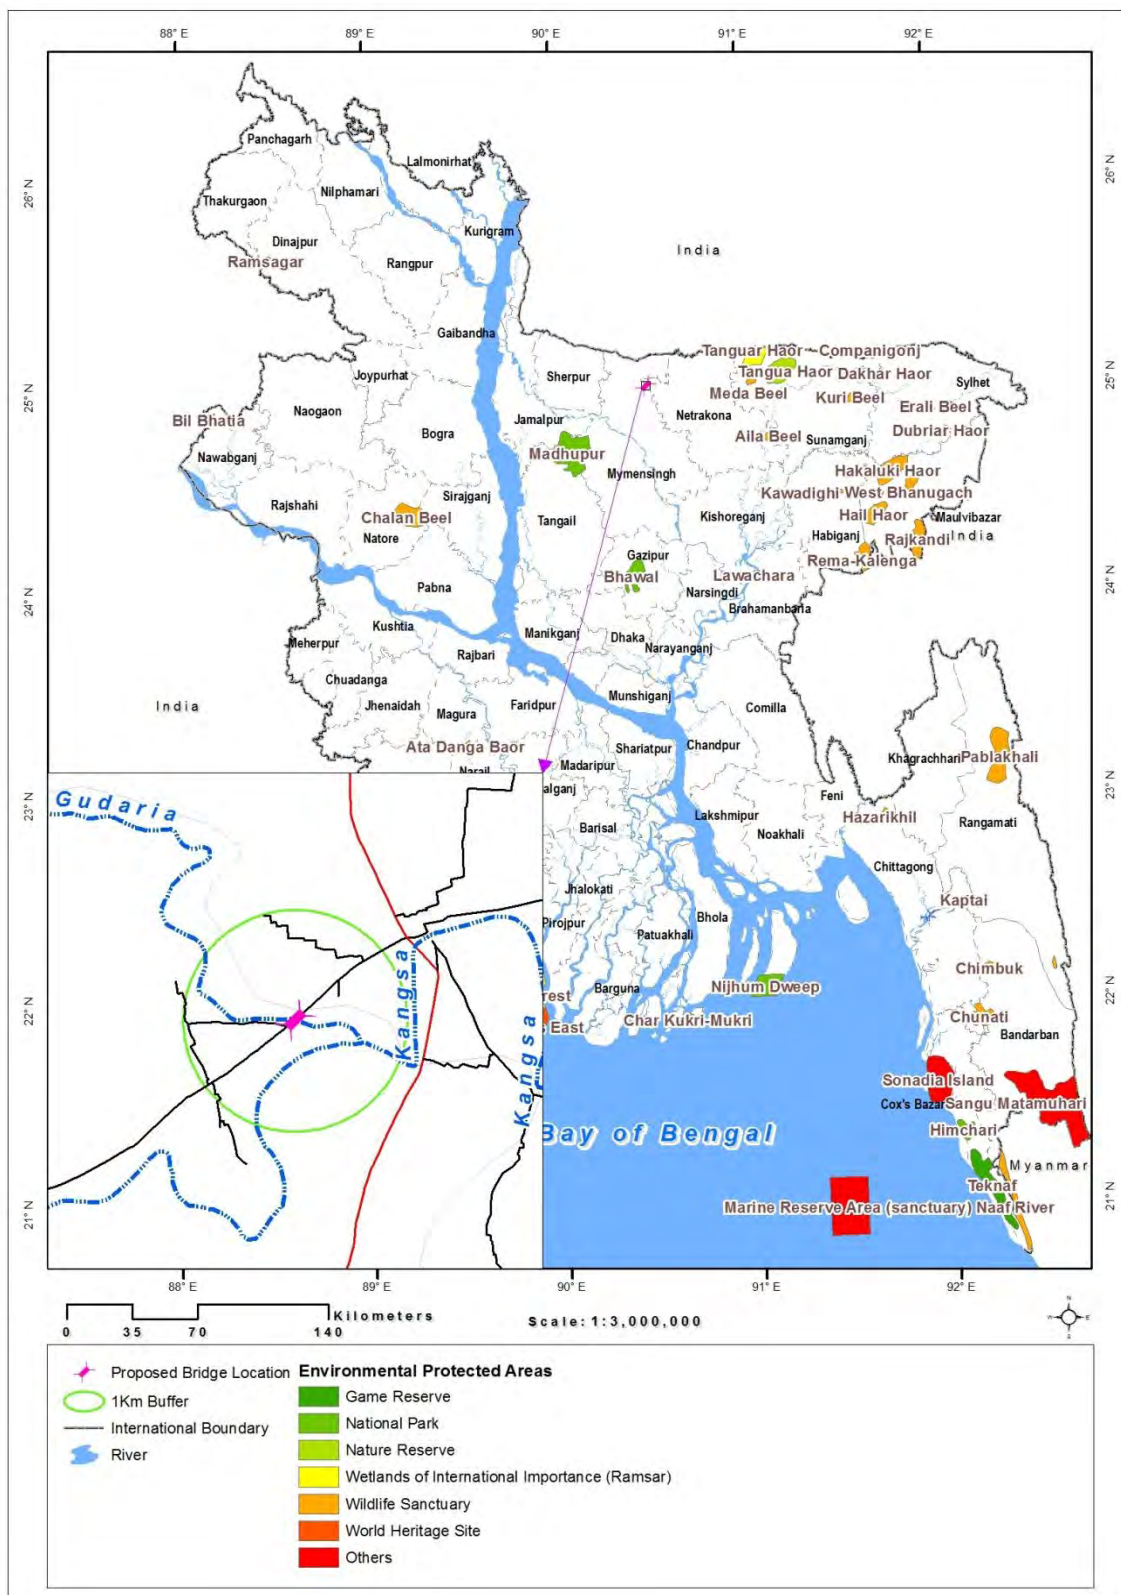 88° E 89° E 90° E 91° E 92° E
26° N
26° N
25° N
25° N
24° N
24° N
23° N
23° N
22° N
22° N
21° N
21° N
Panchagarh
Lalmonirhat
Nilphamari
Thakurgaon
Kurigram
Dinajpur
Ramsagar
Rangpur
India
Gaibandha
Tanguar Haor Companigonj
Joypurhat
Sherpur
Tangua Haor
Dakhar Haor
Sylhet
Meda Beel
Kuri Beel
Naogaon
Netrakona
Erali Beel
Bil Bhatia
Jamalpur
Bogra
Aila Beel
Sunamganj
Dubriar Haor
Nawabganj
Madhupur
Mymensingh
Hakaluki Haor
Sirajganj
Kawadighi West Bhanugach
Rajshahi
Chalan Beel
Tangail
Kishoreganj
Hail Haor
Maulvibazar
Natore
Habiganj
Rajkandi
India
Gazipur
Rema-Kalenga
Bhawal
Lawachara
Pabna
Narsingdi
Brahamanbaria
Kushtia
Manikganj
Dhaka
Meherpur
Narayanganj
Rajbari
Chuadanga
Munshiganj
India
Jhenaidah
Magura
Faridpur
Comilla
Ata Danga Baor
Shariatpur
Chandpur
Khagrachhari
Pablakhali
Narail
Madaripur
alganj
Feni
Gudaria
Lakshmipur
Hazarikhil
Rangamati
Barisal
Noakhali
Chittagong
Jhalokati
Kaptai
Pirojpur
Bhola
Patuakhali
Kangsa
Chimbuk
Barguna
Nijhum Dweep
rest
East
Char Kukri-Mukri
Chunati
Bandarban
Kangsa
Sonadia Island
Cox's Bazar
Sangu Matamuhari
Himchari
Bay of Bengal
Myanmar
Teknaf
Marine Reserve Area (sanctuary) Naaf River
88° E 89° E 90° E 91° E 92° E
Kilometers
0 35 70 140
Scale: 1:3,000,000
N
W E
S
Proposed Bridge Location
1Km Buffer
International Boundary
River
Environmental Protected Areas
Game Reserve
National Park
Nature Reserve
Wetlands of International Importance (Ramsar)
Wildlife Sanctuary
World Heritage Site
Others